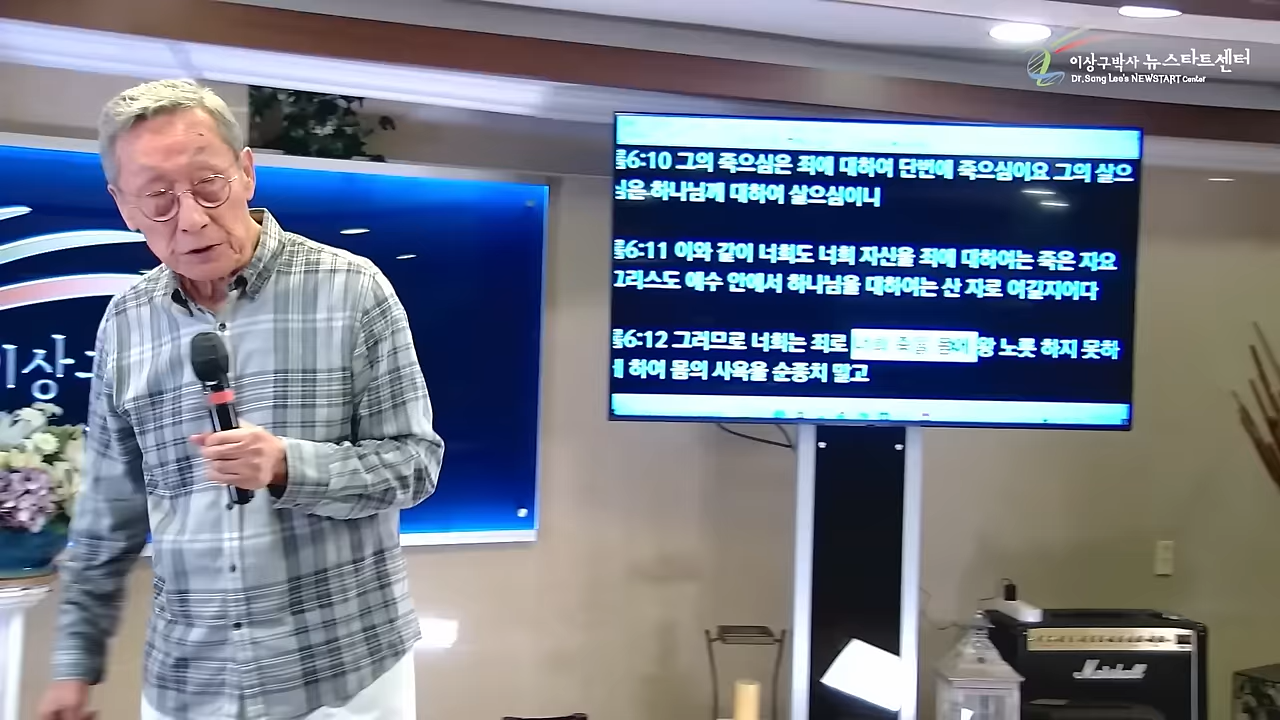 이상구박사 뉴스타트센터
Dr. Sang Lee's NEWSTART Center
롬6:10 그의 죽으심은 죄에 대하여 단번에 죽으심이요 그의 살으
심은 하나님께 대하여 살으심이니
롬6:11 이와 같이 너희도 너희 자신을 죄에 대하여는 죽은 자요
그리스도 예수 안에서 하나님을 대하여는 산 자로 여길지어다
롬6:12 그러므로 너희는 죄로 너희 죽을 몸에 왕 노릇 하지 못하
게 하여 몸의 사욕을 순종치 말고
이상
Marshall